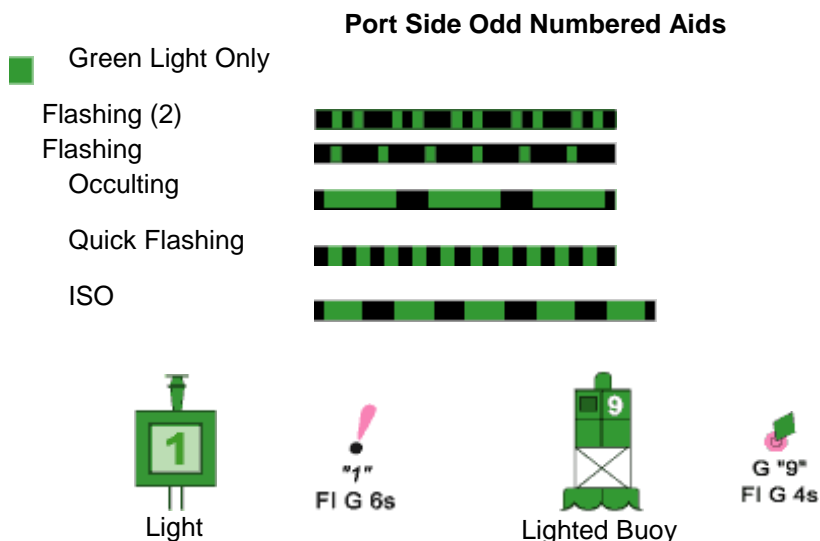 Port Side Odd Numbered Aids
Green Light Only
Flashing (2)
Flashing
Occulting
Quick Flashing
ISO
1
"1"
Fl G 6s
Light
9
G "9"
Fl G 4s
Lighted Buoy